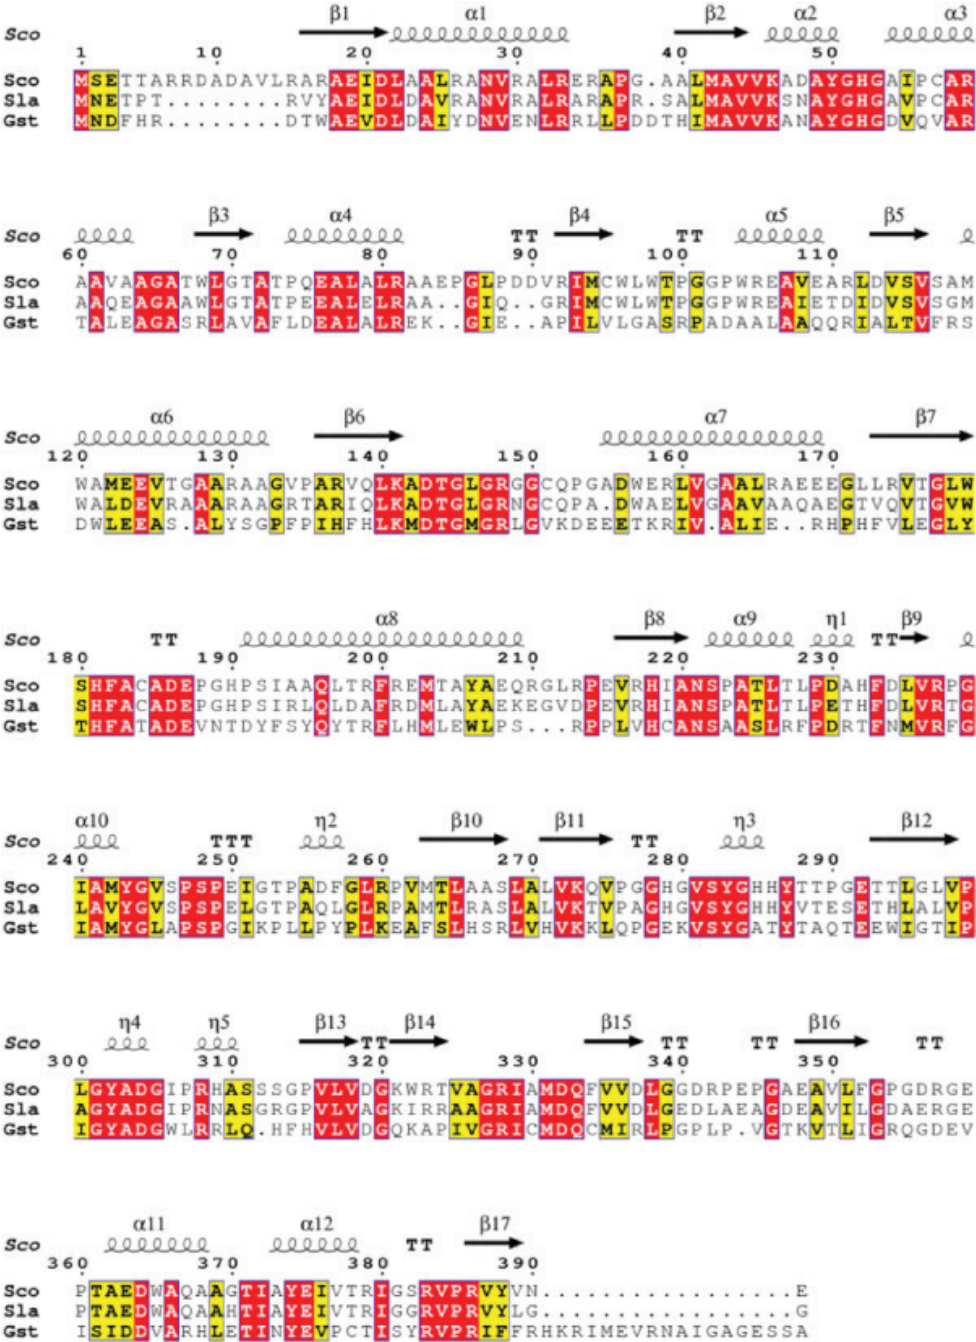 β1 α1 β2 α2 α3
Sco
1 10 20 30 40 50
Sco MSETTARRDADAVLRARAEIDLAALRANVRALRERAPG.AALMAVVKADAYGHGAIPCAR
Sla MNETPT........RVYAEIDLDAVRANVRALRARAPR.SALMAVVKSNAYGHGAVPCAR
Gst MNDFHR........DTWAEVDLDAIYDNVENLRRLLPDDTHIMAVVKANAYGHGDVQVAR
β3 α4 β4 α5 β5
Sco TT TT
60 70 80 90 100 110
Sco AAVAAGATWLGTATPQEALALRAAEPGLPDDVRIMCWLWTPGGPWREAVEARLDVSVSAM
Sla AAQEAGAAWLGTATPEEALELRAA..GIQ..GRIMCWLWTPGGPWREAIETDIDVSVSGM
Gst TALEAGASRLAVAFLDEALALREK..GIE..APILVLGASRPADAALAAQQRIALTVFRS
α6 β6 α7 β7
Sco
120 130 140 150 160 170
Sco WAMEEVTGAARAAGVPARVQLKADTGLGRGGCQPGADWERLVGAALRAEEEGLLRVTGLW
Sla WALDEVRAAARAAGRTARIQLKADTGLGRNGCQPA.DWAELVGAAVAAQAEGTVQVTGVW
Gst DWLEEAS.ALYSGPFPIHFHLKMDTGMGRLGVKDEEETKRIV.ALIE..RHPHFVLEGLY
α8 β8 α9 η1 β9
Sco TT TT
180 190 200 210 220 230
Sco SHFACADEPGHPSIAAQLTRFREMTAYAEQRGLRPEVRHIANSPATLTLPDAHFDLVRPG
Sla SHFACADEPGHPSIRLQLDAFRDMLAYAEKEGVDPEVRHIANSPATLTLPETHFDLVRTG
Gst THFATADEVNTDYFSYQYTRFLHMLEWLPS...RPPLVHCANSAASLRFPDRTFNMVRFG
α10 η2 β10 β11 η3 β12
Sco TTT TT
240 250 260 270 280 290
Sco IAMYGVSPSPEIGTPADFGLRPVMTLAASLALVKQVPGGHGVSYGHHYTTPGETTLGLVP
Sla LAVYGVSPSPELGTPAQLGLRPAMTLRASLALVKTVPAGHGVSYGHHYVTESETHLALVP
Gst IAMYGLAPSPGIKPLLPYPLKEAFSLHSRLVHVKKLQPGEKVSYGATYTAQTEEWIGTIP
η4 η5 β13 β14 β15 β16
Sco TT TT TT TT
300 310 320 330 340 350
Sco LGYADGIPRHASSSGPVLVDGKWRTVAGRIAMDQFVVDLGGDRPEPGAEAVLFGPGDRGE
Sla AGYADGIPRNASGRGPVLVAGKIRRAAGRIAMDQFVVDLGEDLAEAGDEAVILGDAERGE
Gst IGYADGWLRRLQ.HFHVLVDGQKAPIVGRICMDQCMIRLPGPLP.VGTKVTLIGRQGDEV
α11 α12 β17
Sco TT
360 370 380 390
Sco PTAEDWAQAAGTIAYEIVTRIGSRVPRVYVN.................E
Sla PTAEDWAQAAHTIAYEIVTRIGGRVPRVYLG..................
Gst ISIDDVARHLETINYEVPCTISYRVPRIFFRHKRIMEVRNAIGAGESSA